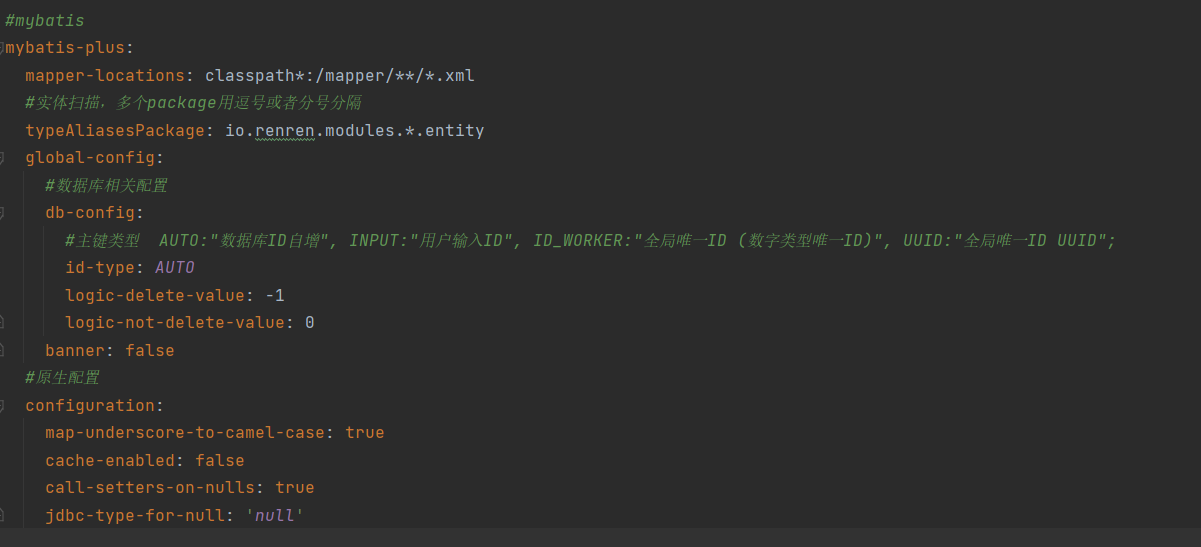 #mybatis
mybatis-plus:
  mapper-locations: classpath*:/mapper/**/*.xml
  #实体扫描，多个package用逗号或者分号分隔
  typeAliasesPackage: io.renren.modules.*.entity
  global-config:
    #数据库相关配置
    db-config:
      #主键类型  AUTO:"数据库ID自增", INPUT:"用户输入ID", ID_WORKER:"全局唯一ID (数字类型唯一ID)", UUID:"全局唯一ID UUID";
      id-type: AUTO
      logic-delete-value: -1
      logic-not-delete-value: 0
    banner: false
  #原生配置
  configuration:
    map-underscore-to-camel-case: true
    cache-enabled: false
    call-setters-on-nulls: true
    jdbc-type-for-null: 'null'